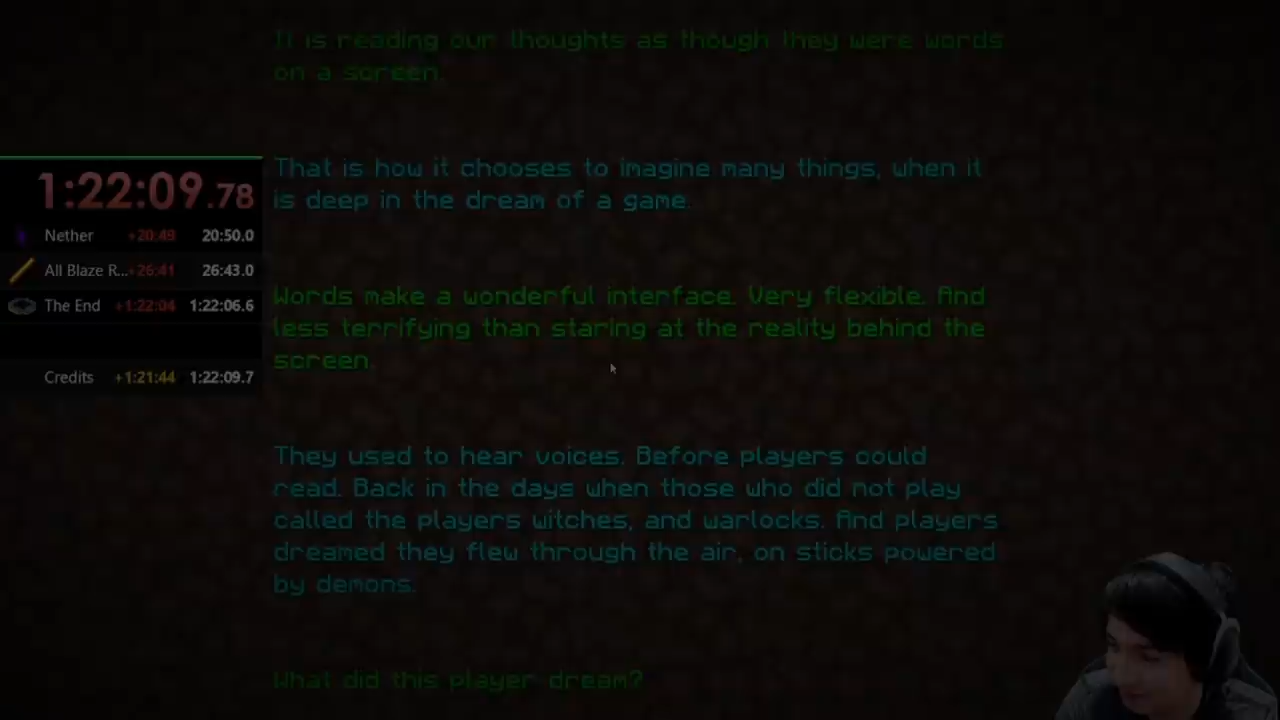 It is reading our thoughts as though they were words
on a screen.
That is how it chooses to imagine many things, when it
is deep in the dream of a game.
1:22:09.78
Nether +20:49 20:50.0
All Blaze R... +26:41 26:43.0
The End +1:22:04 1:22:06.6
Credits +1:21:44 1:22:09.7
Words make a wonderful interface. Very flexible. And
less terrifying than staring at the reality behind the
screen.
They used to hear voices. Before players could
read. Back in the days when those who did not play
called the players witches, and warlocks. And players
dreamed they flew through the air, on sticks powered
by demons.
What did this player dream?